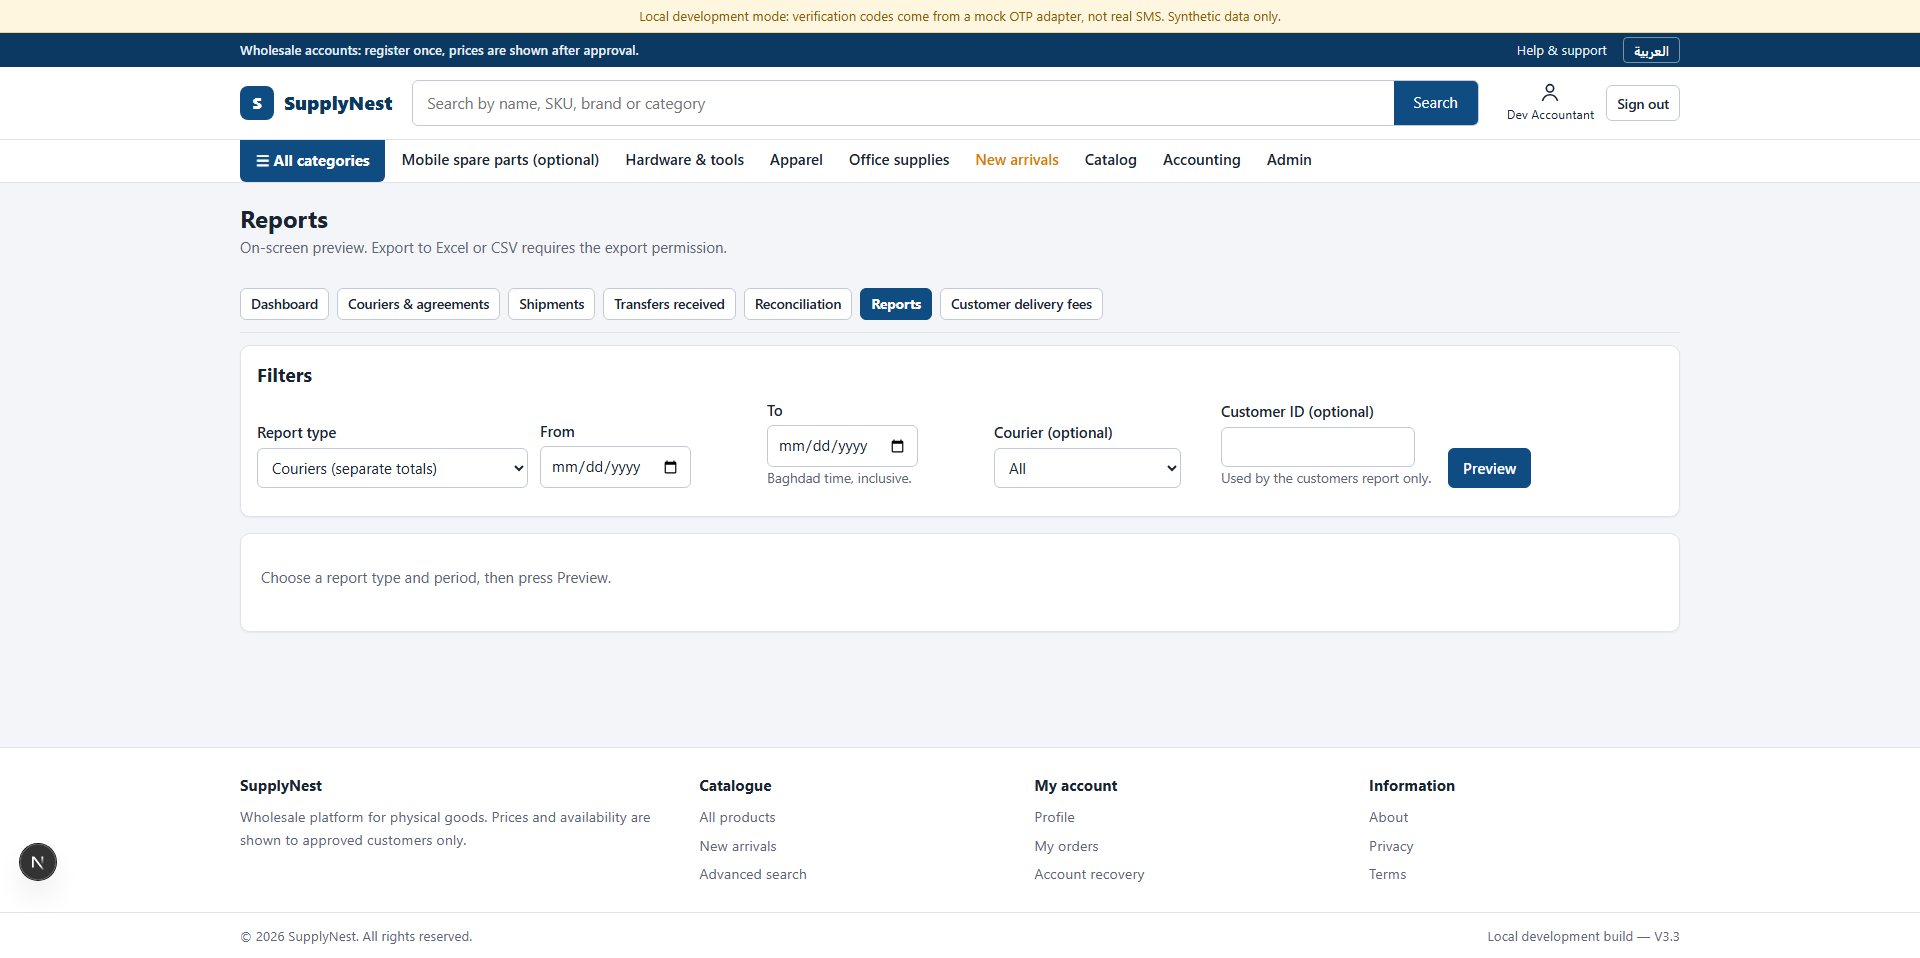 Local development mode: verification codes come from a mock OTP adapter, not real SMS. Synthetic data only.
Wholesale accounts: register once, prices are shown after approval.
Help & support
العربية
S
SupplyNest
Search by name, SKU, brand or category
Search
Dev Accountant
Sign out
☰ All categories
Mobile spare parts (optional)
Hardware & tools
Apparel
Office supplies
New arrivals
Catalog
Accounting
Admin
Reports
On-screen preview. Export to Excel or CSV requires the export permission.
Dashboard
Couriers & agreements
Shipments
Transfers received
Reconciliation
Reports
Customer delivery fees
Filters
Report type
Couriers (separate totals)
From
mm/dd/yyyy
To
mm/dd/yyyy
Baghdad time, inclusive.
Courier (optional)
All
Customer ID (optional)
Used by the customers report only.
Preview
Choose a report type and period, then press Preview.
SupplyNest
Wholesale platform for physical goods. Prices and availability are
shown to approved customers only.
Catalogue
All products
New arrivals
Advanced search
My account
Profile
My orders
Account recovery
Information
About
Privacy
Terms
N
© 2026 SupplyNest. All rights reserved.
Local development build — V3.3